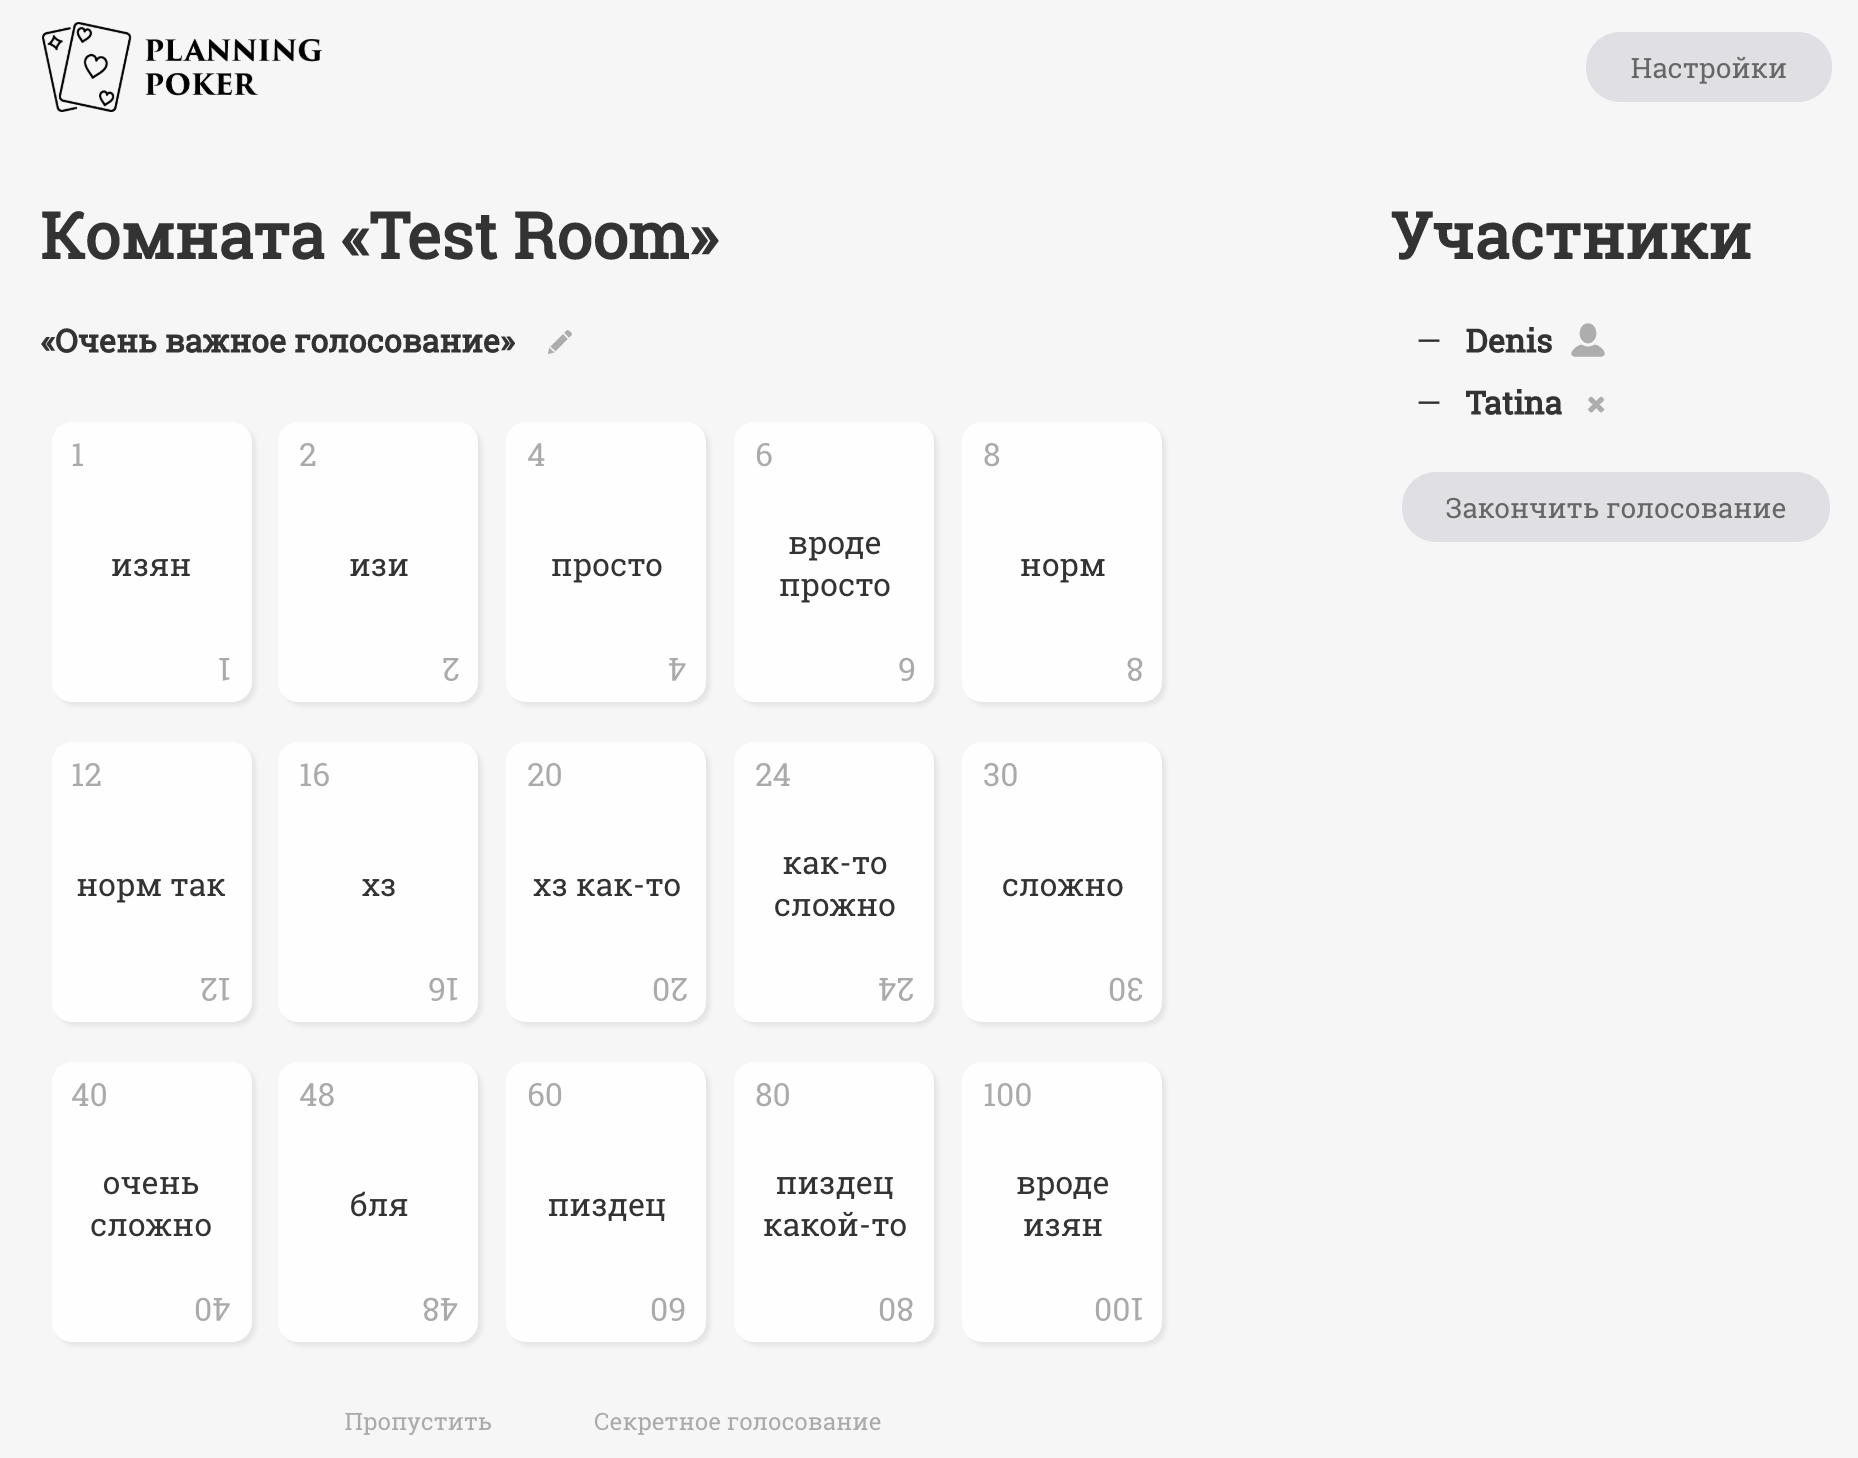 PLANNING
POKER
Настройки
Комната «Test Room»
«Очень важное голосование»
1
изян
1
2
изи
2
4
просто
4
6
вроде
просто
6
8
норм
8
12
норм так
12
16
хз
16
20
хз как-то
20
24
как-то
сложно
24
30
сложно
30
40
очень
сложно
40
48
бля
48
60
пиздец
60
80
пиздец
какой-то
80
100
вроде
изян
100
Пропустить
Секретное голосование
Участники
— Denis
— Tatina
Закончить голосование